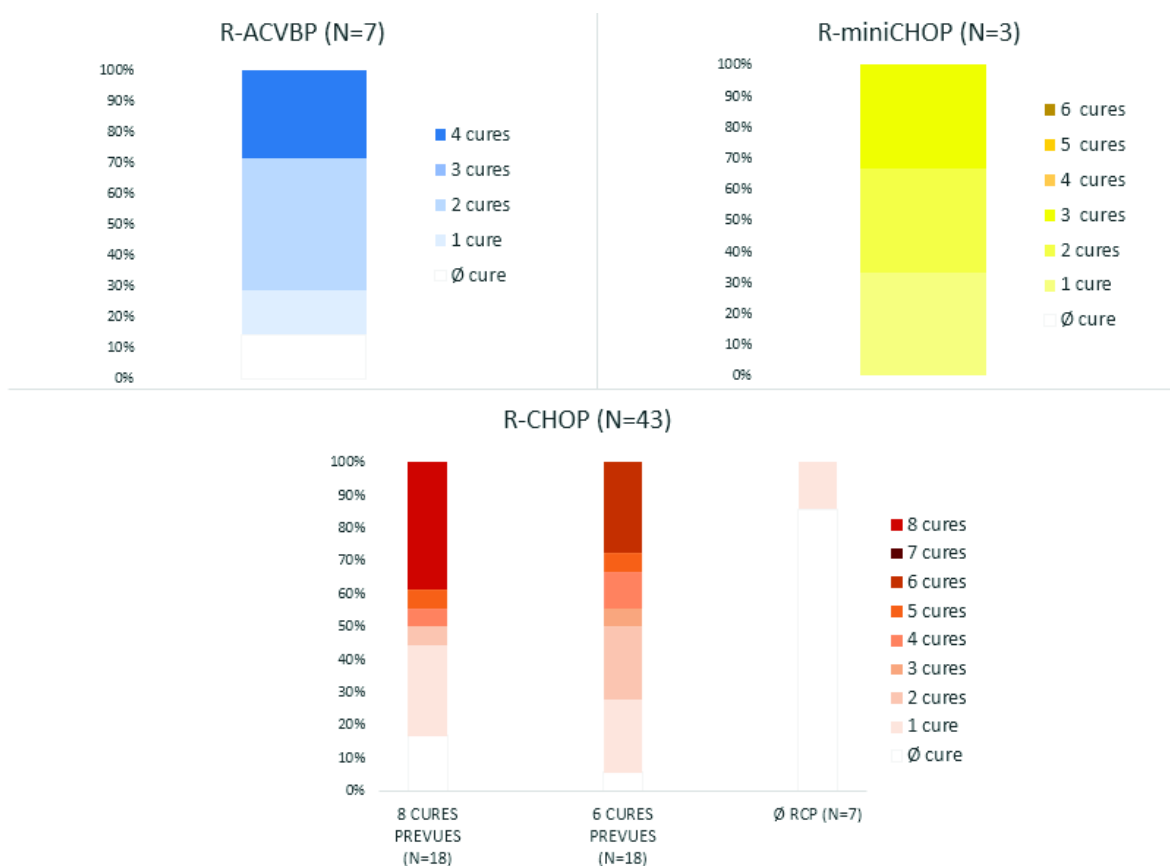 R-ACVBP (N=7)
100%
90%
80%
70%
60%
50%
40%
30%
20%
10%
0%
4 cures
3 cures
2 cures
1 cure
Ø cure
R-miniCHOP (N=3)
100%
90%
80%
70%
60%
50%
40%
30%
20%
10%
0%
6 cures
5 cures
4 cures
3 cures
2 cures
1 cure
Ø cure
R-CHOP (N=43)
100%
90%
80%
70%
60%
50%
40%
30%
20%
10%
0%
8 CURES
PREVUES
(N=18)
6 CURES
PREVUES
(N=18)
Ø RCP (N=7)
8 cures
7 cures
6 cures
5 cures
4 cures
3 cures
2 cures
1 cure
Ø cure